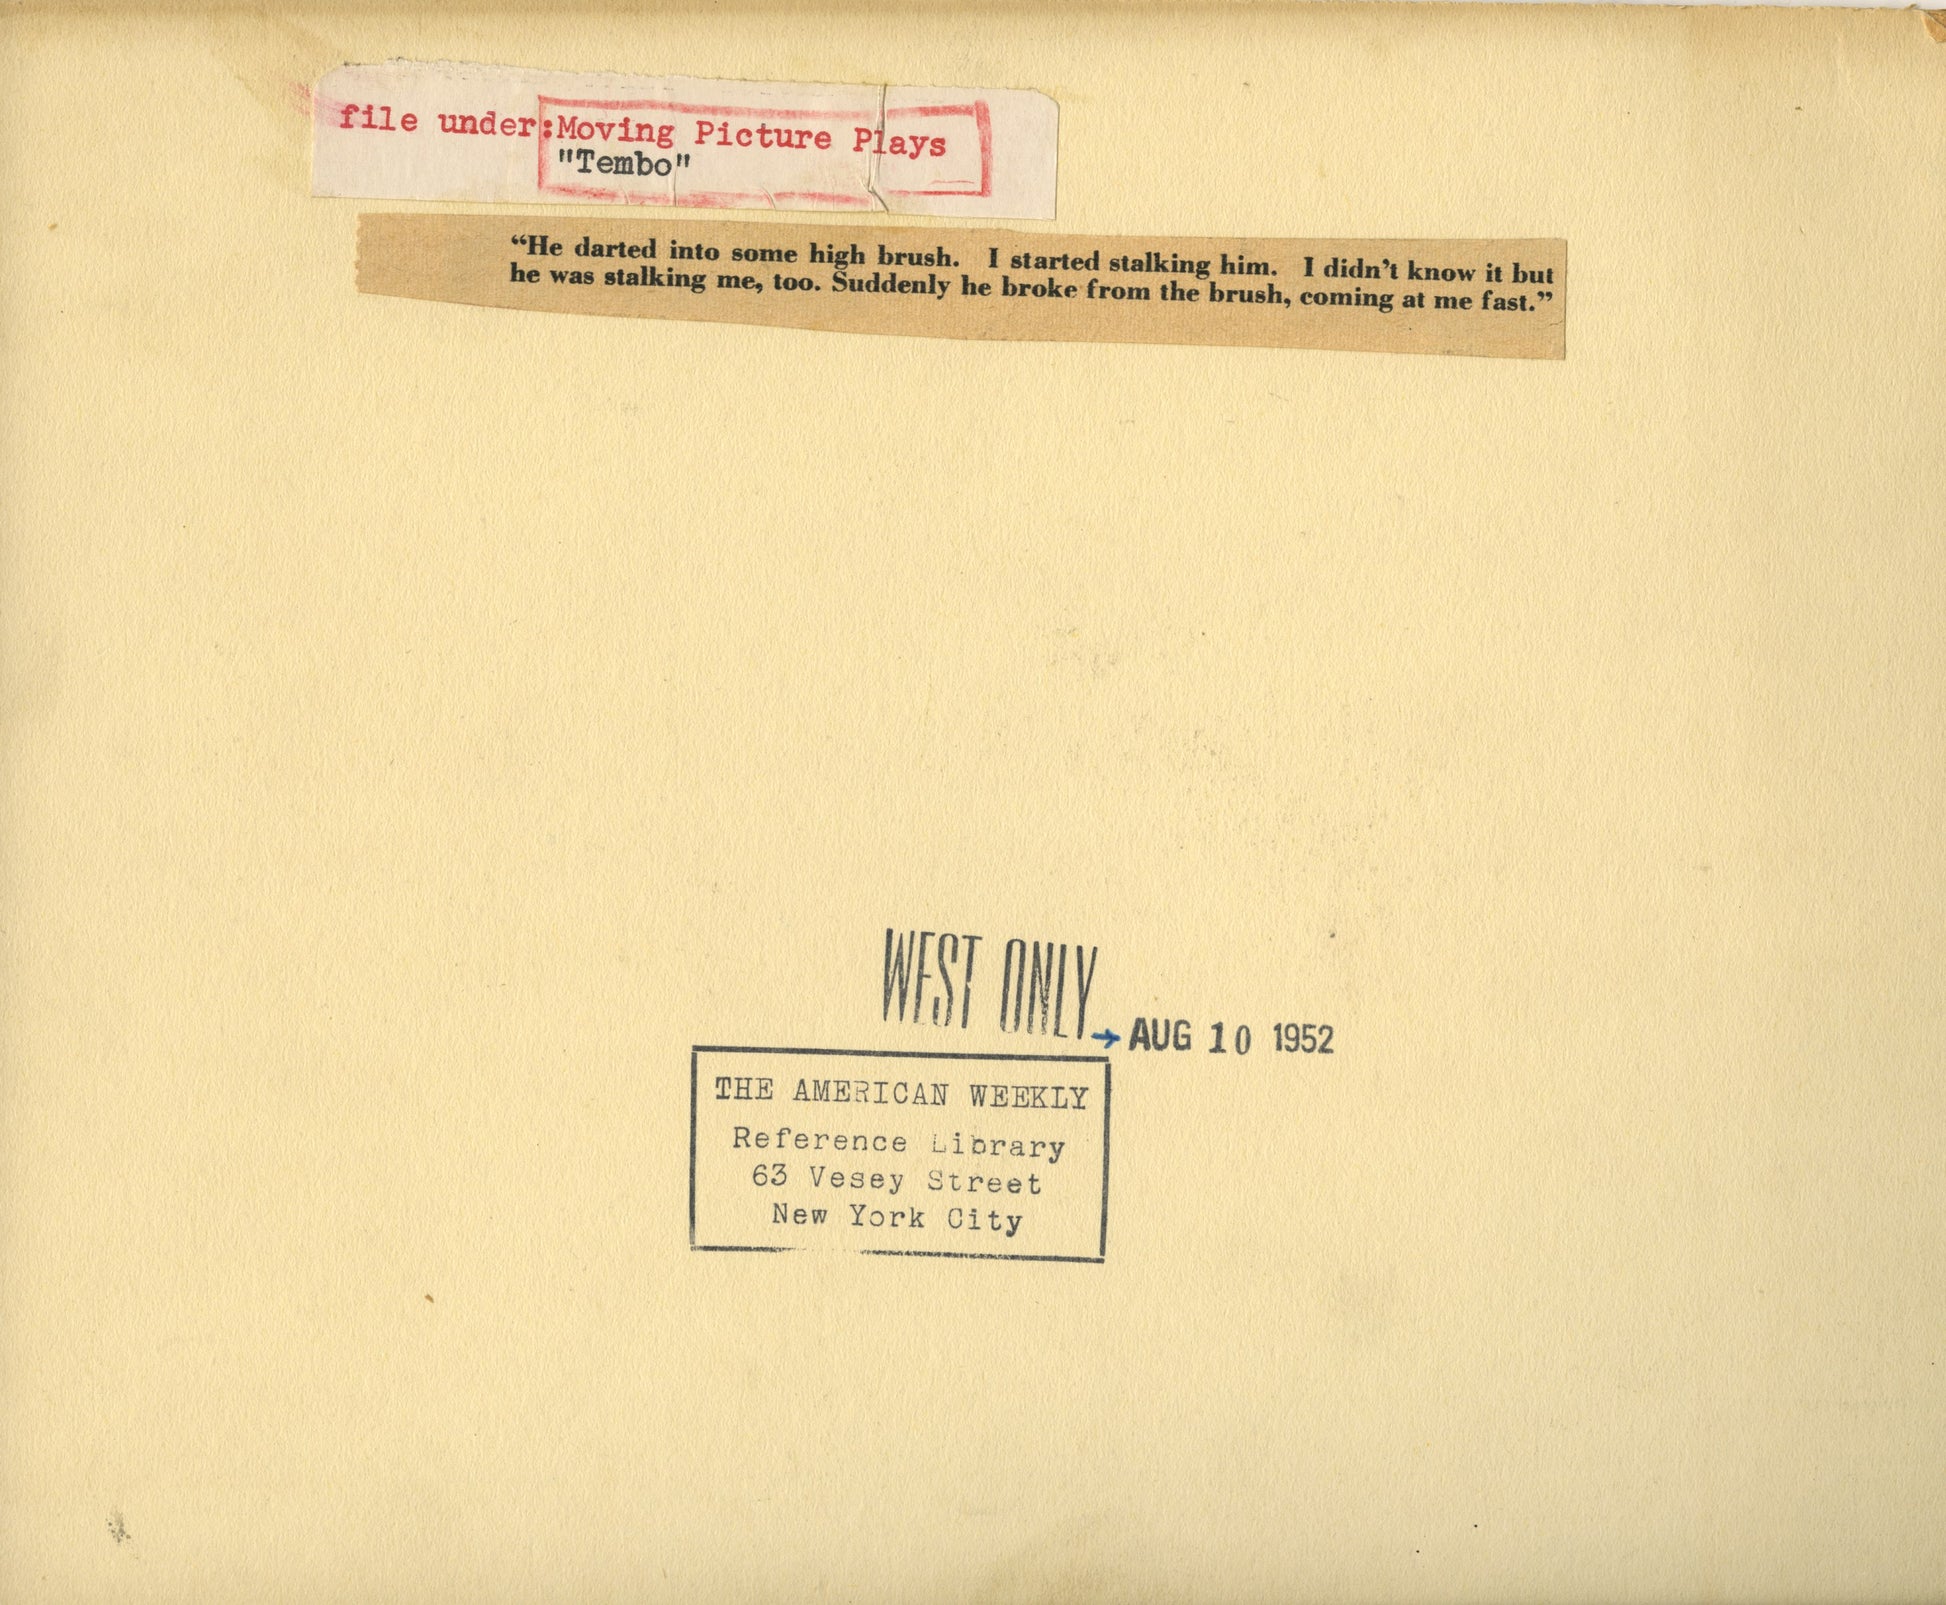 file under:Moving Picture Plays
"Tembo"
“He darted into some high brush. I started stalking him. I didn’t know it but
he was stalking me, too. Suddenly he broke from the brush, coming at me fast.”
WEST ONLY
→ AUG 10 1952
THE AMERICAN WEEKLY
Reference Library
63 Vesey Street
New York City